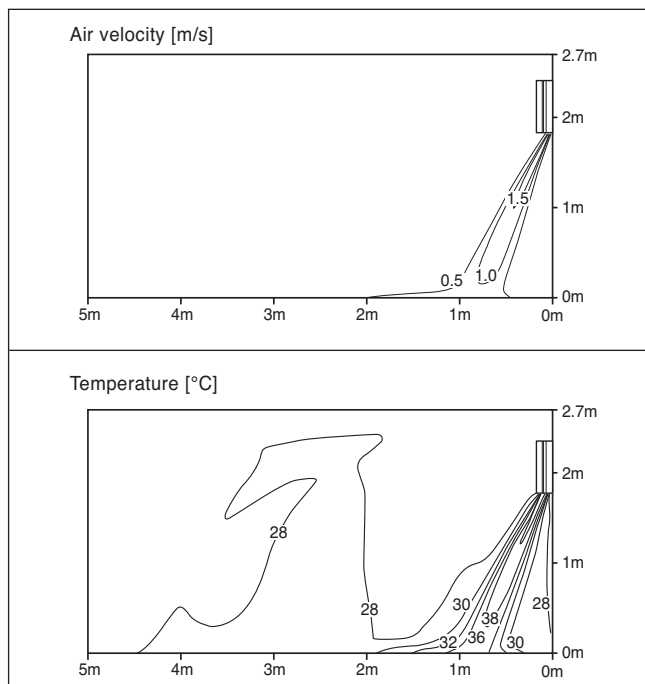 Air velocity [m/s]
2.7m
2m
1.5
1m
0.5
1.0
0m
5m 4m 3m 2m 1m 0m
Temperature [°C]
2.7m
2m
28
1m
28
30
38
28
32
36
30
0m
5m 4m 3m 2m 1m 0m